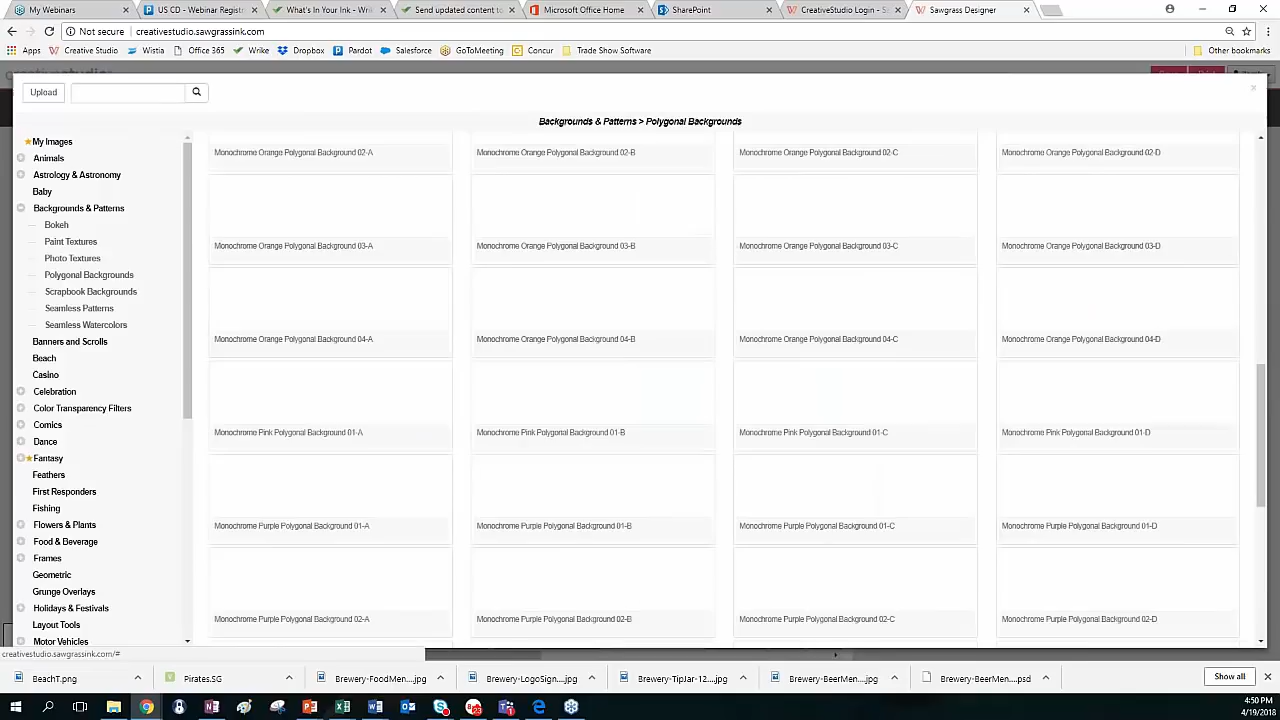 My Webinars
US CD - Webinar Regist
What's In Your Ink - Wri
Send updated content to
Microsoft Office Home
SharePoint
CreativeStudio Login - Sa
Sawgrass Designer
Not secure | creativestudio.sawgrassink.com
Apps
Creative Studio
Wistia
Office 365
Wrike
Dropbox
Pardot
Salesforce
GoToMeeting
Concur
Trade Show Software
Other bookmarks
Upload
Backgrounds & Patterns > Polygonal Backgrounds
My Images
Animals
Astrology & Astronomy
Baby
Backgrounds & Patterns
Bokeh
Paint Textures
Photo Textures
Polygonal Backgrounds
Scrapbook Backgrounds
Seamless Patterns
Seamless Watercolors
Banners and Scrolls
Beach
Casino
Celebration
Color Transparency Filters
Comics
Dance
Fantasy
Feathers
First Responders
Fishing
Flowers & Plants
Food & Beverage
Frames
Geometric
Grunge Overlays
Holidays & Festivals
Layout Tools
Motor Vehicles
Monochrome Orange Polygonal Background 02-A
Monochrome Orange Polygonal Background 02-B
Monochrome Orange Polygonal Background 02-C
Monochrome Orange Polygonal Background 02-D
Monochrome Orange Polygonal Background 03-A
Monochrome Orange Polygonal Background 03-B
Monochrome Orange Polygonal Background 03-C
Monochrome Orange Polygonal Background 03-D
Monochrome Orange Polygonal Background 04-A
Monochrome Orange Polygonal Background 04-B
Monochrome Orange Polygonal Background 04-C
Monochrome Orange Polygonal Background 04-D
Monochrome Pink Polygonal Background 01-A
Monochrome Pink Polygonal Background 01-B
Monochrome Pink Polygonal Background 01-C
Monochrome Pink Polygonal Background 01-D
Monochrome Purple Polygonal Background 01-A
Monochrome Purple Polygonal Background 01-B
Monochrome Purple Polygonal Background 01-C
Monochrome Purple Polygonal Background 01-D
Monochrome Purple Polygonal Background 02-A
Monochrome Purple Polygonal Background 02-B
Monochrome Purple Polygonal Background 02-C
Monochrome Purple Polygonal Background 02-D
creativestudio.sawgrassink.com/#
BeachT.png
Pirates.SG
Brewery-FoodMen....jpg
Brewery-LogoSign....jpg
Brewery-TipJar-12....jpg
Brewery-BeerMen....jpg
Brewery-BeerMen....psd
Show all
4:50 PM
4/19/2018